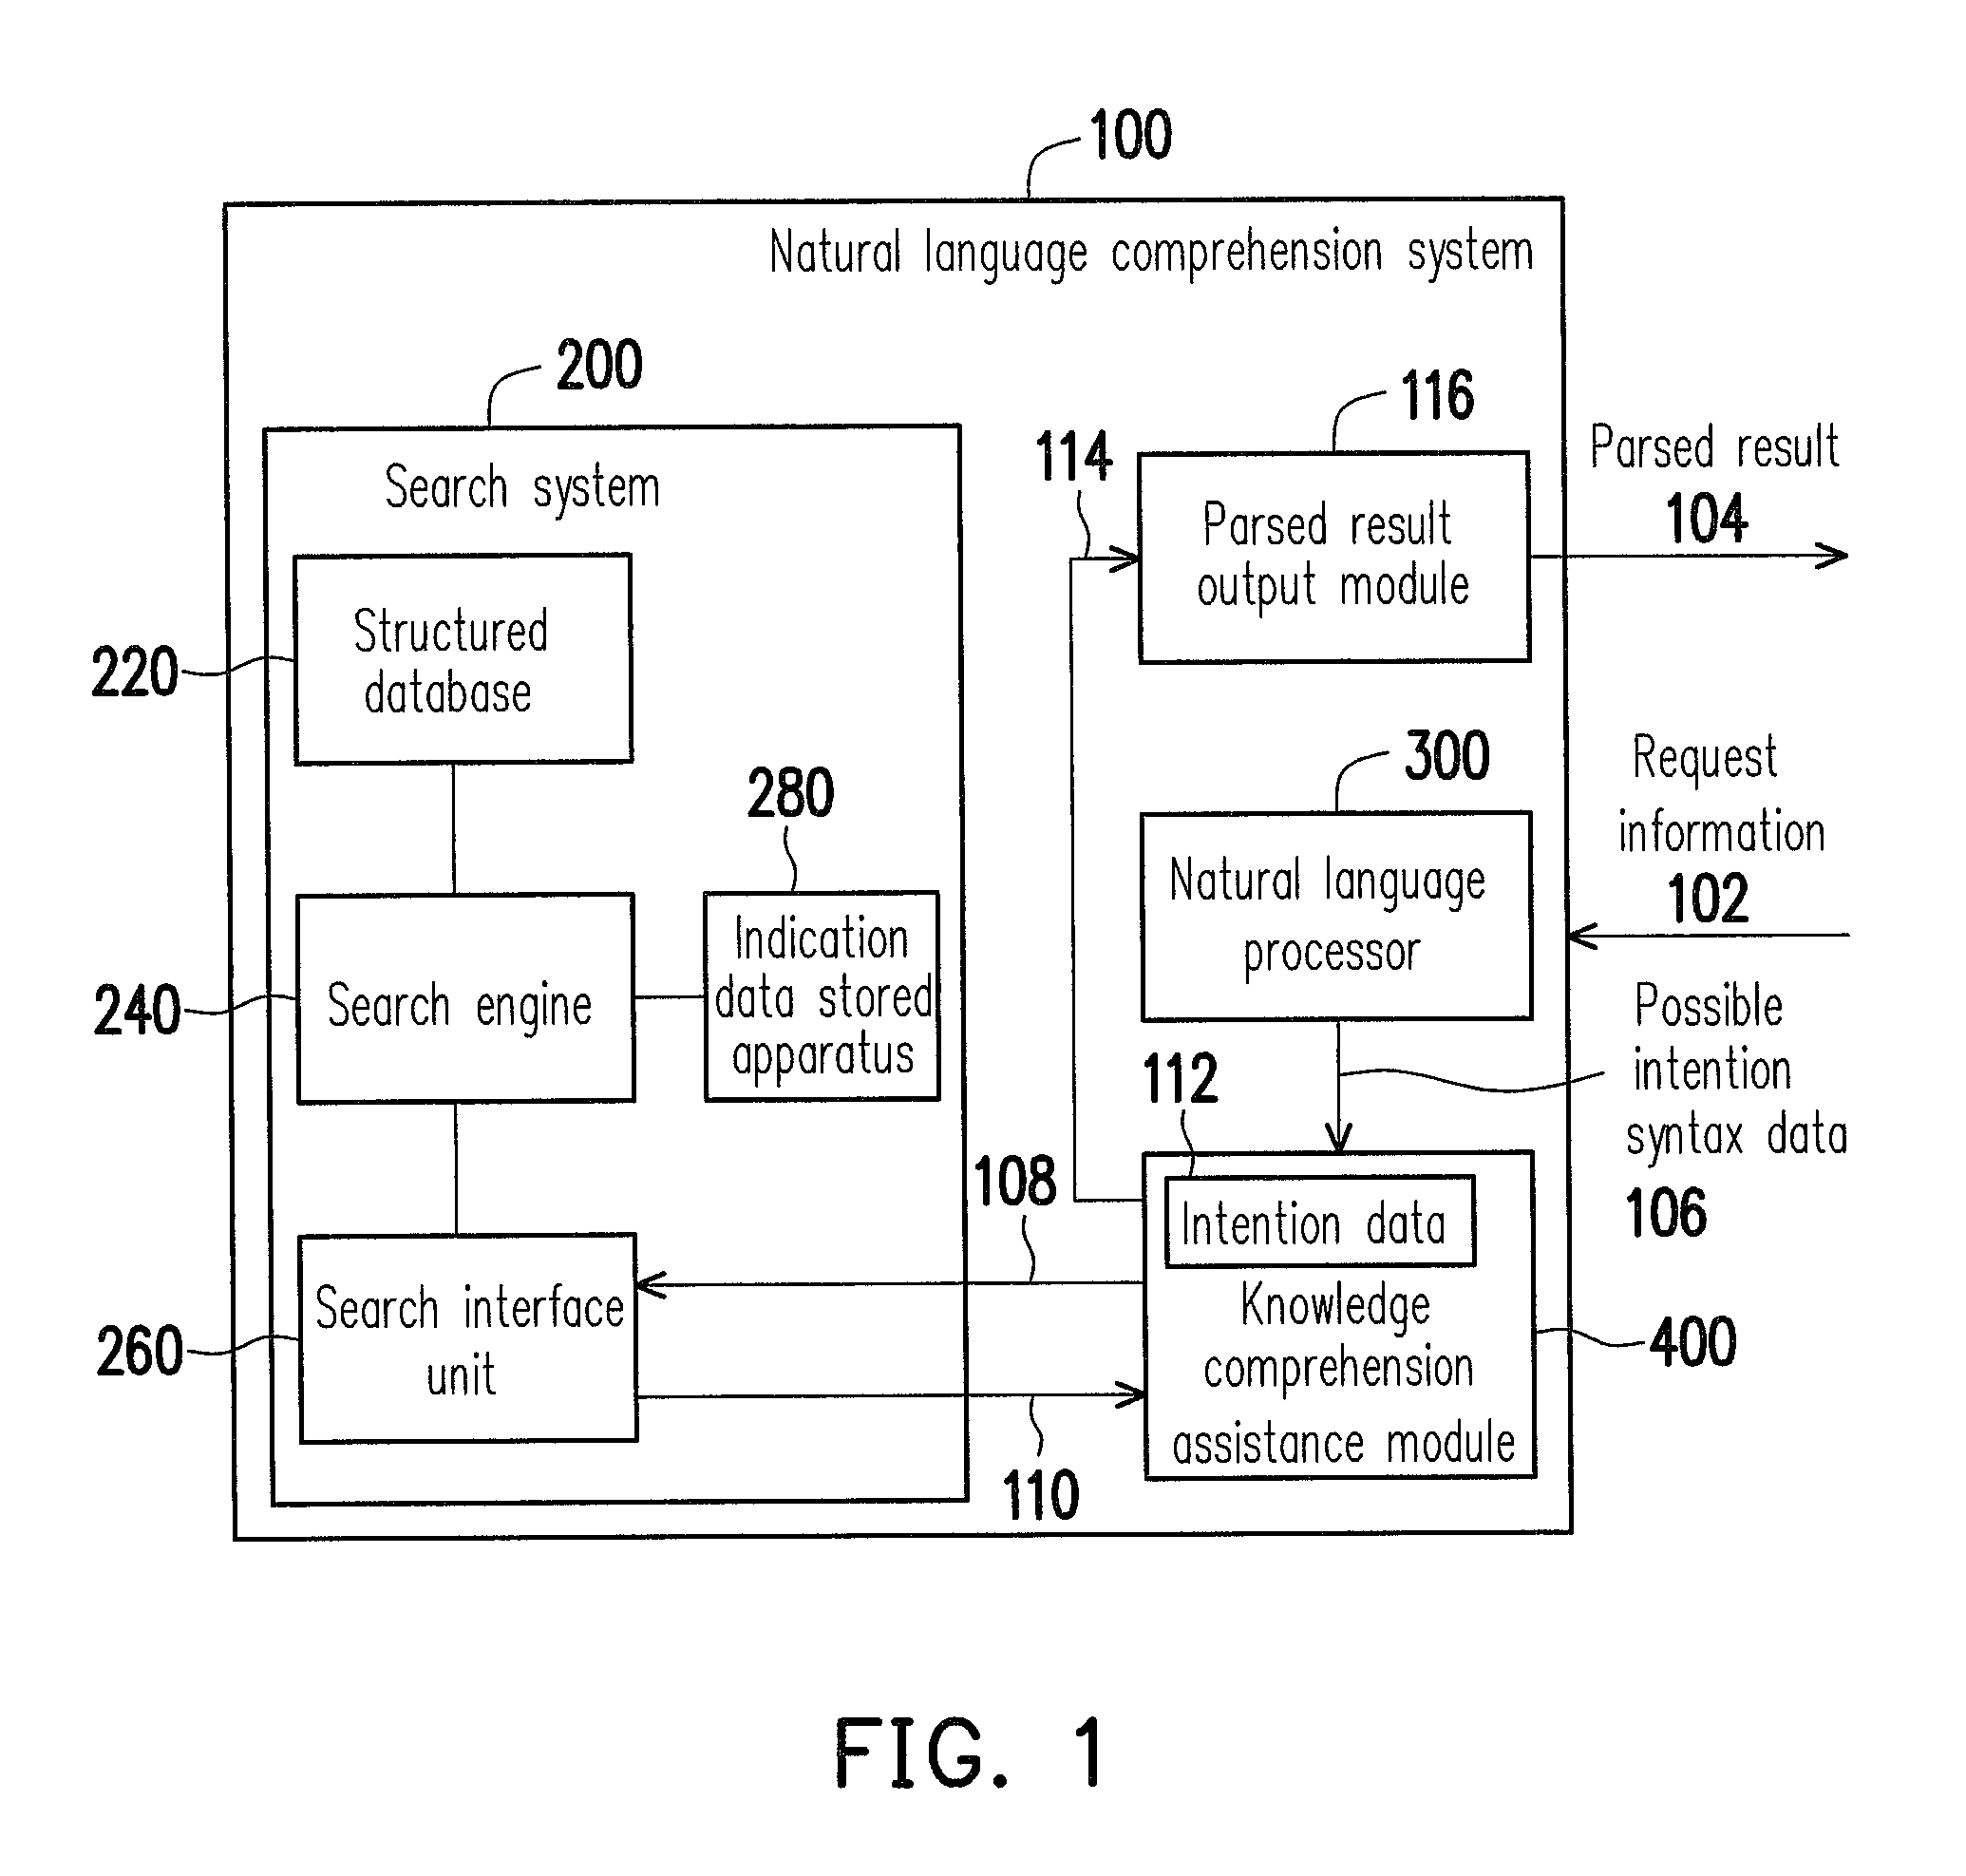 100
Natural language comprehension system
200
Search system
220
Structured
database
240
Search engine
280
Indication
data stored
apparatus
260
Search interface
unit
114
116
Parsed result
output module
Parsed result
104
300
Natural language
processor
Request
information
102
Possible
intention
syntax data
106
112
Intention data
Knowledge
comprehension
assistance module
400
108
110
FIG. 1